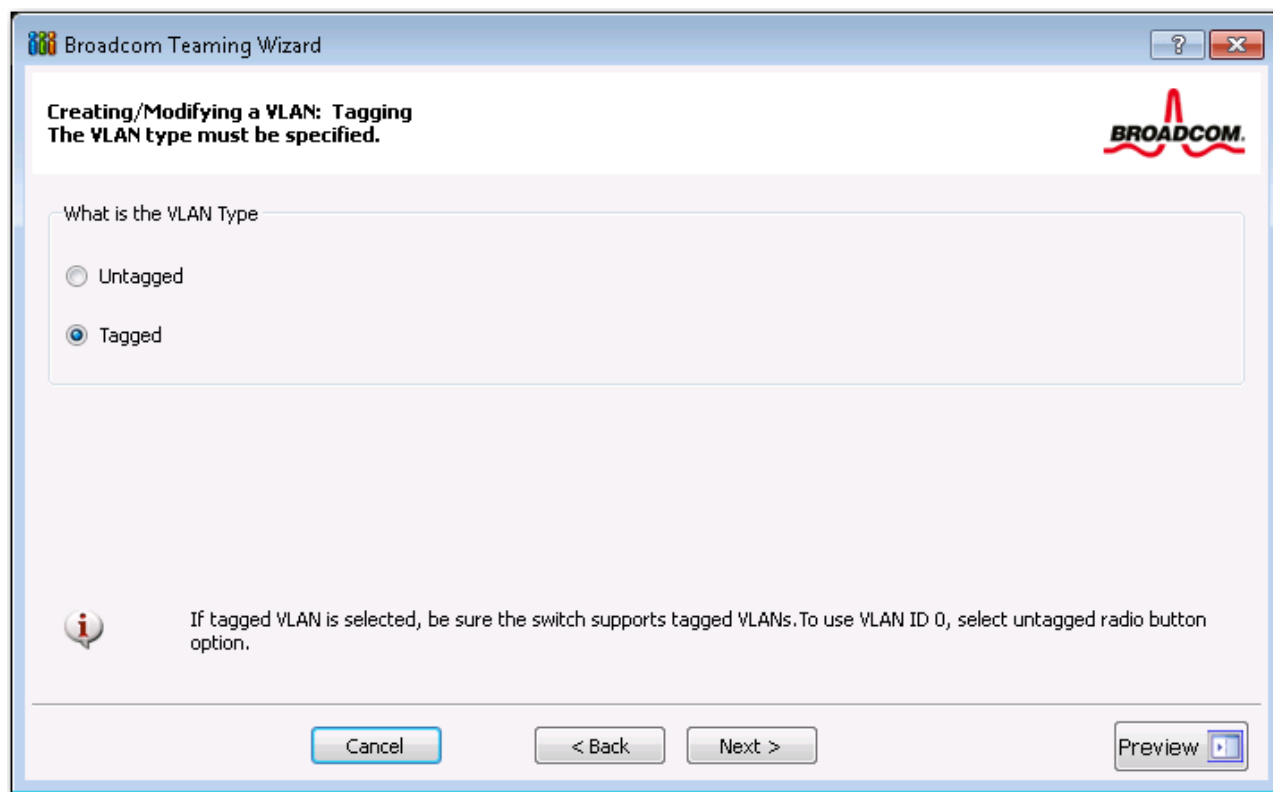 Broadcom Teaming Wizard
?
Creating/Modifying a VLAN: Tagging
The VLAN type must be specified.
BROADCOM.
What is the VLAN Type
Untagged
Tagged
If tagged VLAN is selected, be sure the switch supports tagged VLANs.To use VLAN ID 0, select untagged radio button
option.
Cancel
< Back
Next >
Preview